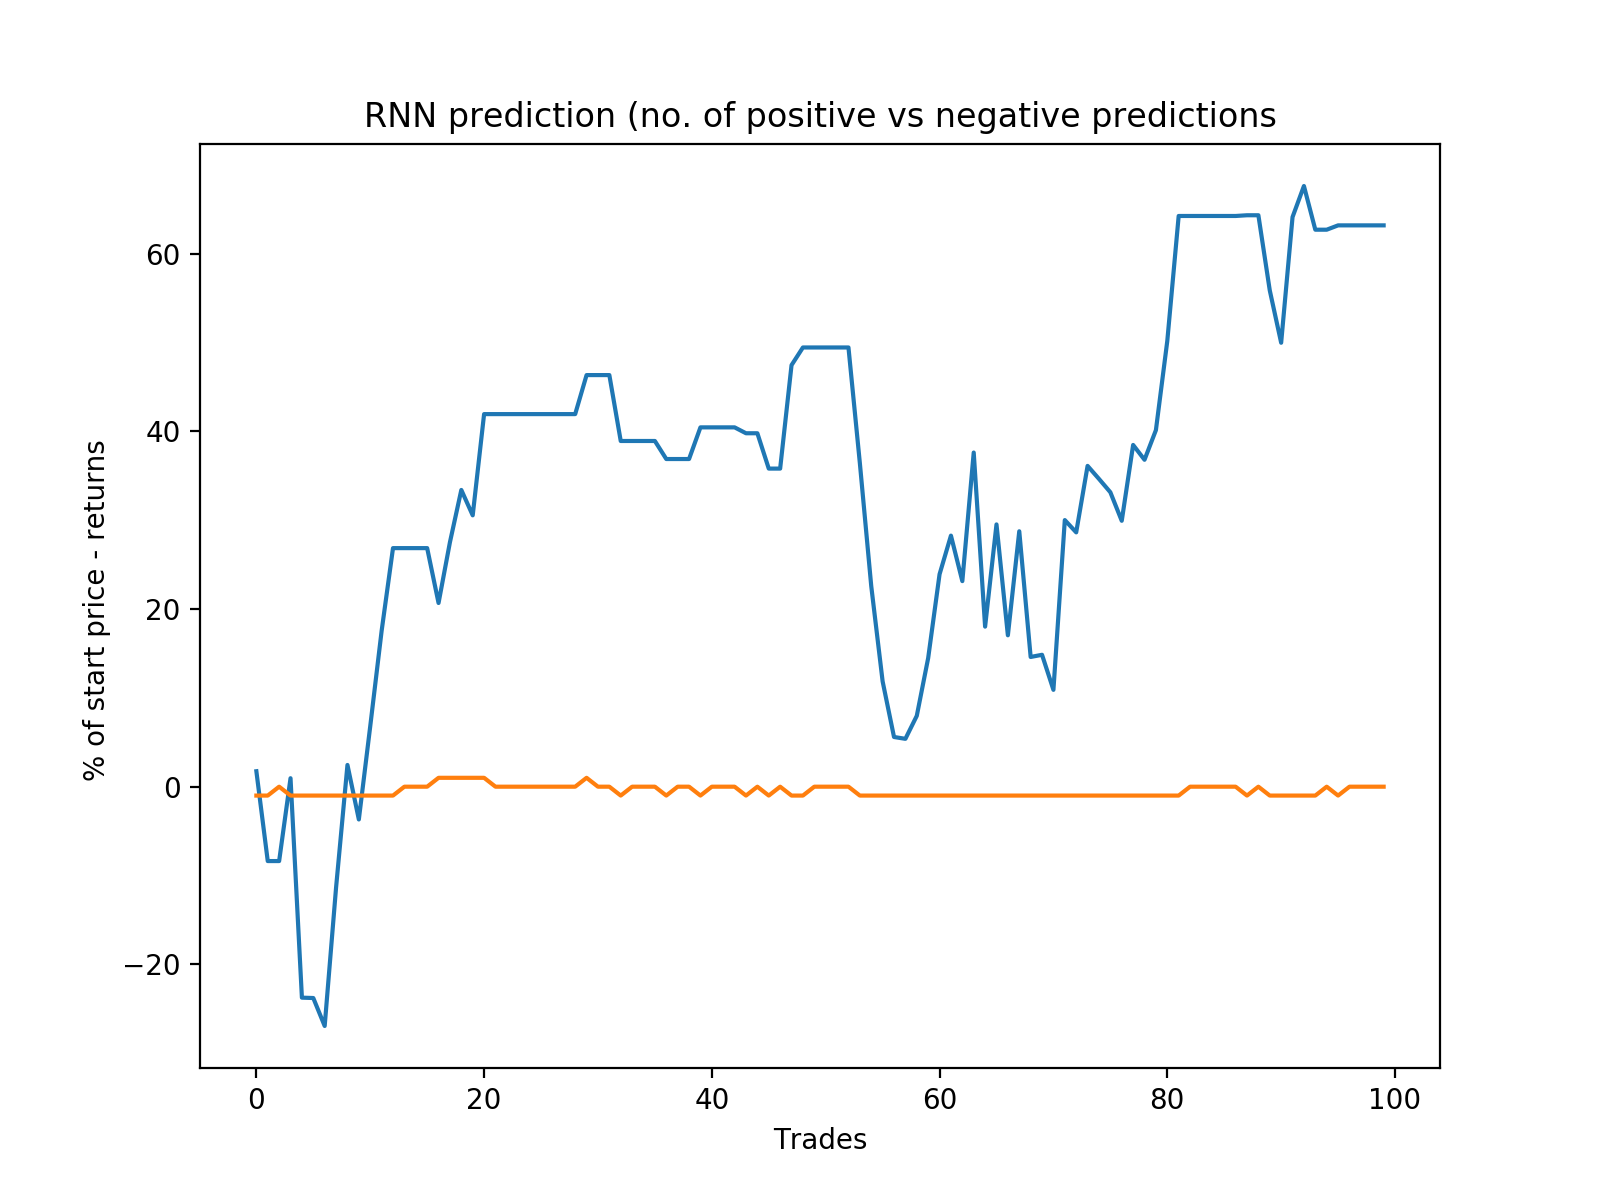 RNN prediction (no. of positive vs negative predictions
% of start price - returns
60
40
20
0
−20
0 20 40 60 80 100
Trades